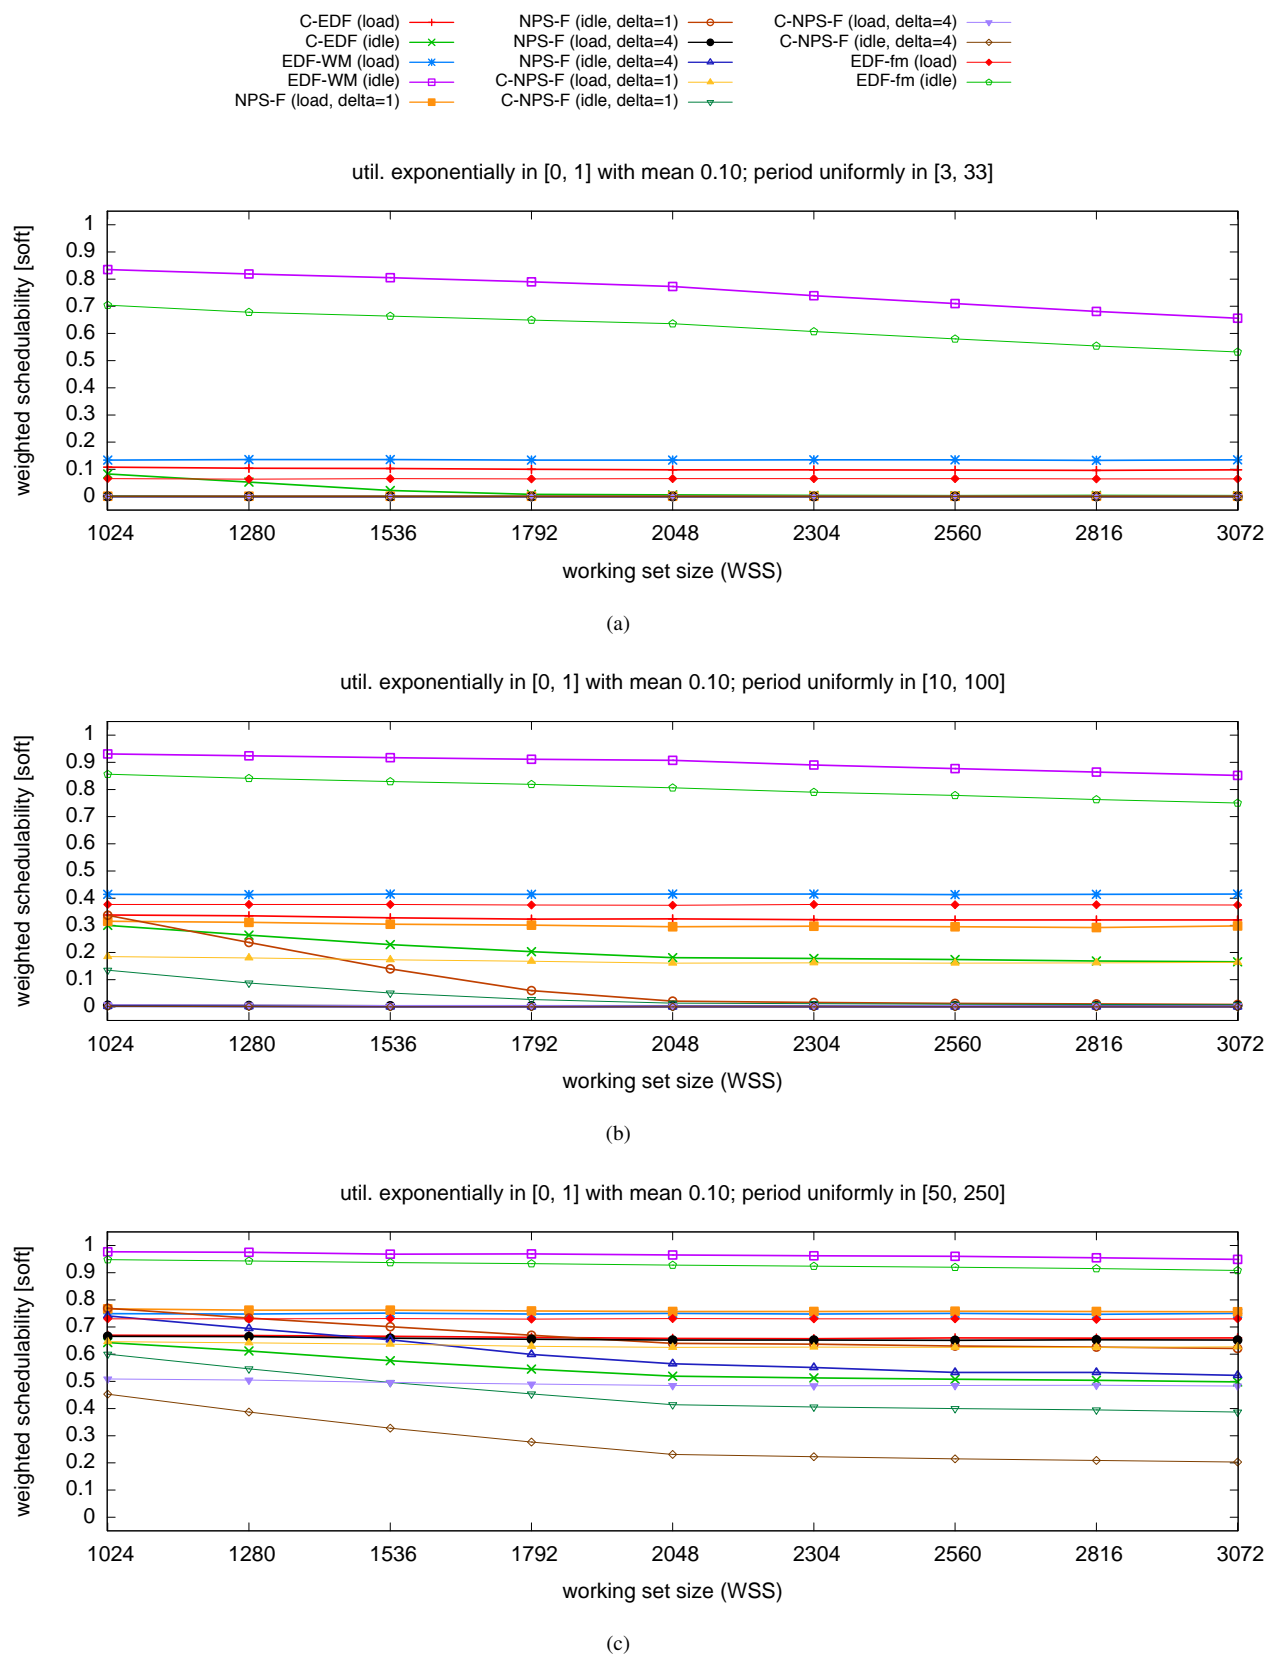 C-EDF (load)
C-EDF (idle)
EDF-WM (load)
EDF-WM (idle)
NPS-F (load, delta=1)
NPS-F (idle, delta=1)
NPS-F (load, delta=4)
NPS-F (idle, delta=4)
C-NPS-F (load, delta=1)
C-NPS-F (idle, delta=1)
C-NPS-F (load, delta=4)
C-NPS-F (idle, delta=4)
EDF-fm (load)
EDF-fm (idle)
util. exponentially in [0, 1] with mean 0.10; period uniformly in [3, 33]
weighted schedulability [soft]
1
0.9
0.8
0.7
0.6
0.5
0.4
0.3
0.2
0.1
0
1024 1280 1536 1792 2048 2304 2560 2816 3072
working set size (WSS)
(a)
util. exponentially in [0, 1] with mean 0.10; period uniformly in [10, 100]
weighted schedulability [soft]
1
0.9
0.8
0.7
0.6
0.5
0.4
0.3
0.2
0.1
0
1024 1280 1536 1792 2048 2304 2560 2816 3072
working set size (WSS)
(b)
util. exponentially in [0, 1] with mean 0.10; period uniformly in [50, 250]
weighted schedulability [soft]
1
0.9
0.8
0.7
0.6
0.5
0.4
0.3
0.2
0.1
0
1024 1280 1536 1792 2048 2304 2560 2816 3072
working set size (WSS)
(c)